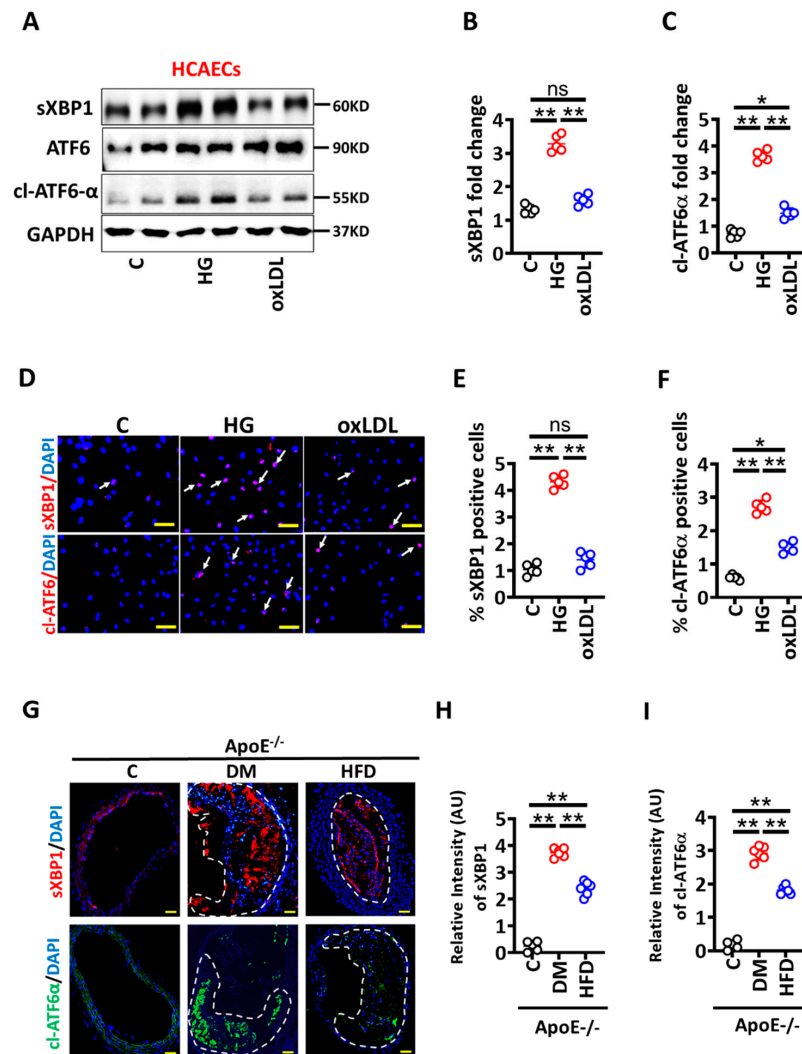 A
HCAECs
sXBP1
60KD
ATF6
90KD
cl-ATF6-α
55KD
GAPDH
37KD
C
HG
oxLDL
B
sXBP1 fold change
ns
** **
4
3
2
1
0
C
HG
oxLDL
C
cl-ATF6α fold change
*
** **
5
4
3
2
1
0
C
HG
oxLDL
D
C HG oxLDL
sXBP1/DAPI
cl-ATF6/DAPI
E
% sXBP1 positive cells
ns
** **
5
4
3
2
1
0
C
HG
oxLDL
F
% cl-ATF6α positive cells
*
** **
4
3
2
1
0
C
HG
oxLDL
G
ApoE-/-
C DM HFD
sXBP1/DAPI
cl-ATF6α/DAPI
H
Relative Intensity (AU)
of sXBP1
**
** **
5
4
3
2
1
0
C
DM
HFD
ApoE-/-
I
Relative Intensity (AU)
of cl-ATF6α
**
** **
4
3
2
1
0
C
DM
HFD
ApoE-/-